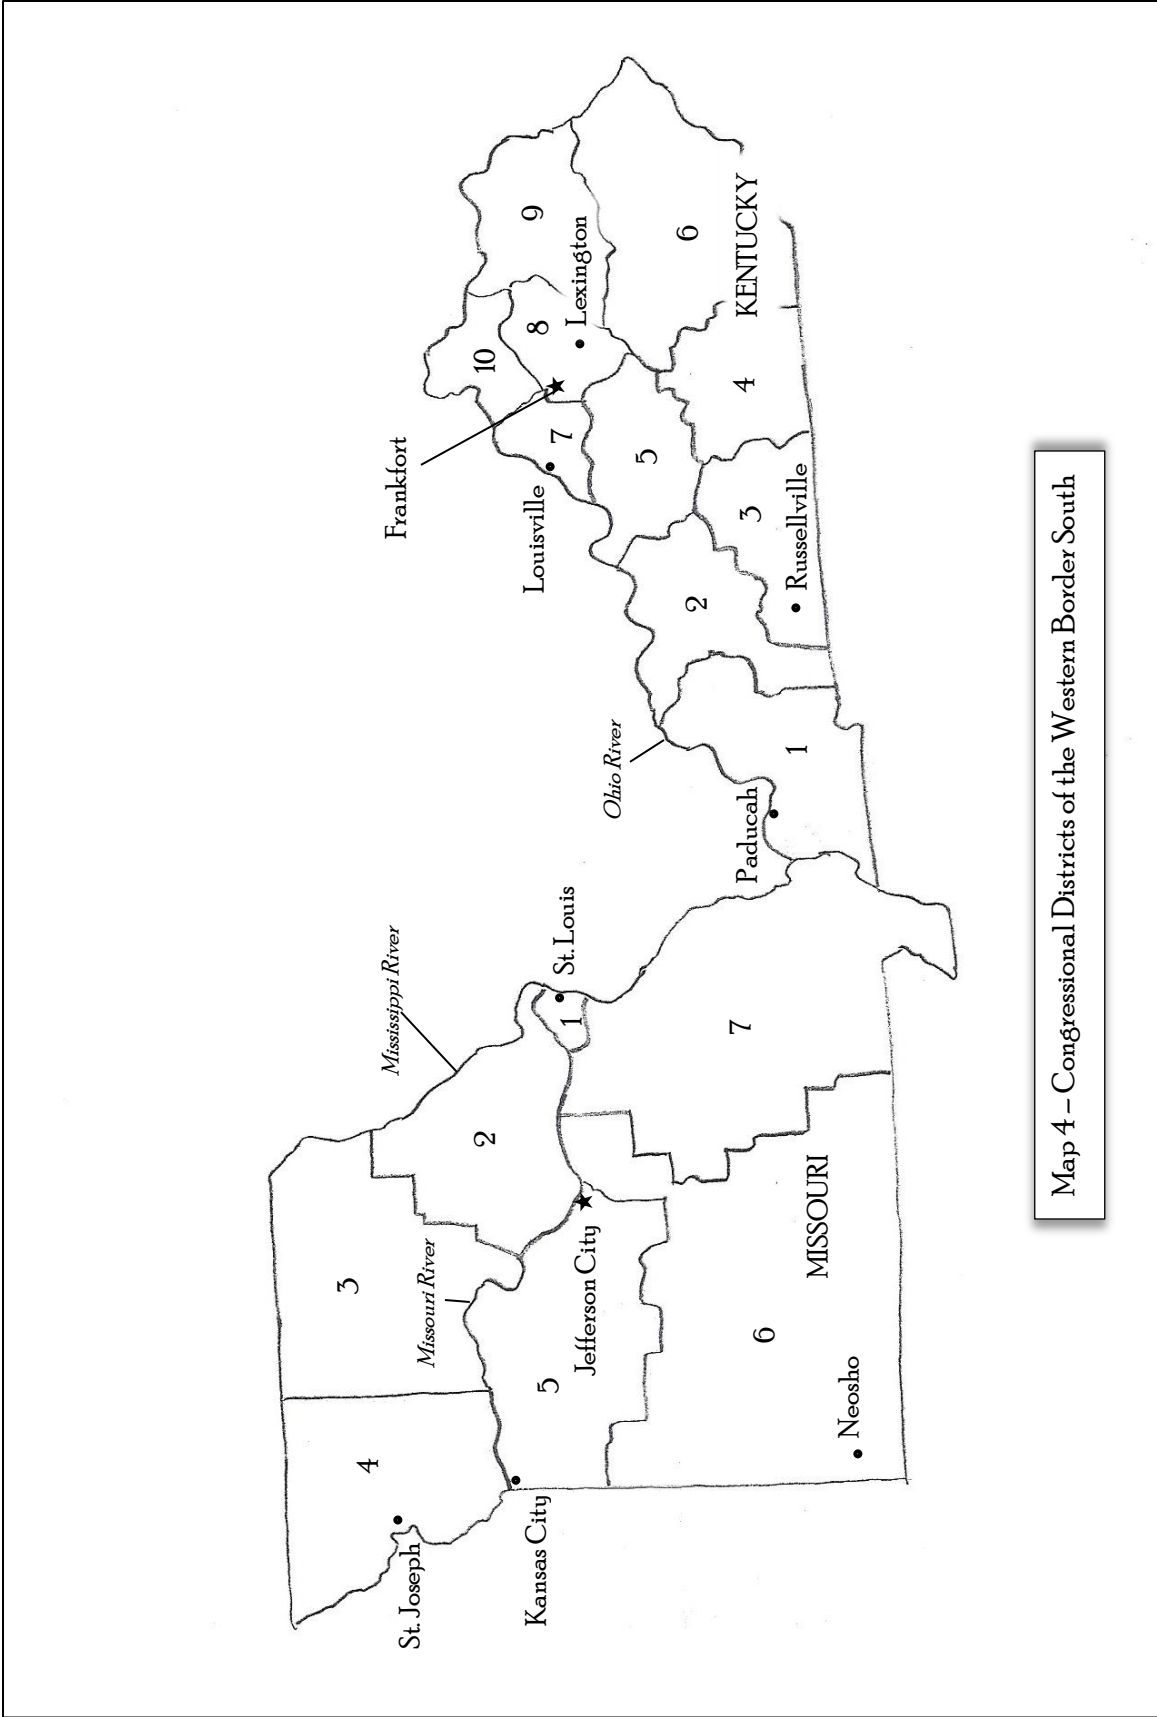 3
4
Mississippi River
Frankfort
St. Joseph
Missouri River
2
10
9
Louisville
Kansas City
8
5
7
St. Louis
1
Lexington
Jefferson City
Ohio River
5
6
2
7
4
KENTUCKY
Paducah
3
6
1
Russellville
MISSOURI
Neosho
Map 4 – Congressional Districts of the Western Border South